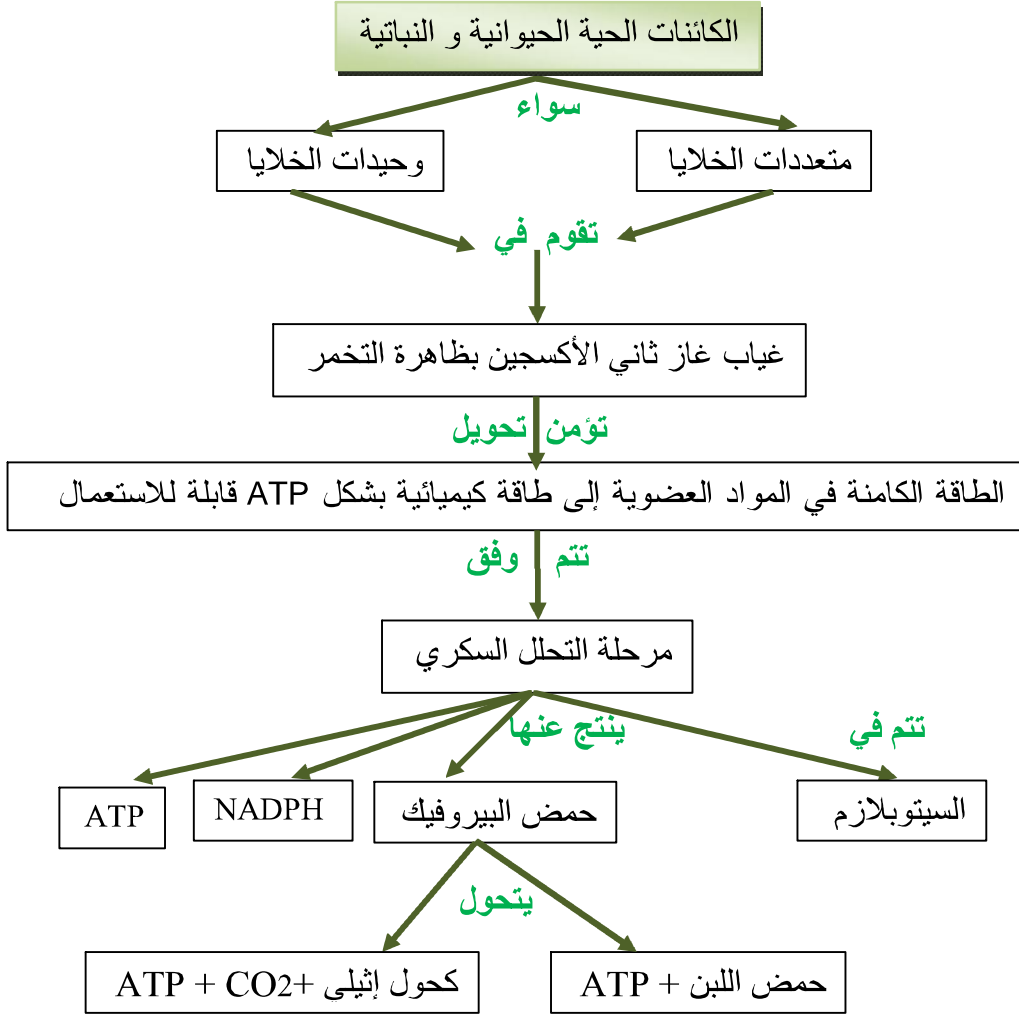 الكائنات الحية الحيوانية و النباتية
سواء
متعددات الخلايا
وحيدات الخلايا
تقوم في
غياب غاز ثاني الأكسجين بظاهرة التخمر
تؤمن تحويل
الطاقة الكامنة في المواد العضوية إلى طاقة كيميائية بشكل ATP قابلة للاستعمال
تتم وفق
مرحلة التحلل السكري
تتم في
ينتج عنها
السيتوبلازم
حمض البيروفيك
NADPH
ATP
يتحول
حمض اللبن + ATP
كحول إثيلي +ATP + CO2